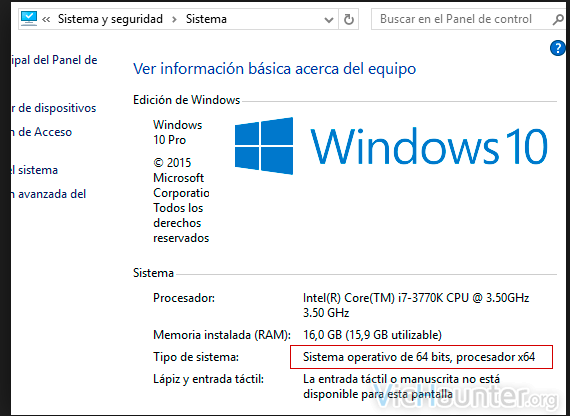 « Sistema y seguridad > Sistema
Buscar en el Panel de control
?
ipal del Panel de
Ver información básica acerca del equipo
Edición de Windows
r de dispositivos
n de Acceso
el sistema
n avanzada del
Windows
10 Pro
© 2015
Microsoft
Corporatio
Todos los
derechos
reservados
Windows 10
Sistema
Procesador: Intel(R) Core(TM) i7-3770K CPU @ 3.50GHz
3.50 GHz
Memoria instalada (RAM): 16,0 GB (15,9 GB utilizable)
Tipo de sistema: Sistema operativo de 64 bits, procesador x64
Lápiz y entrada táctil: La entrada táctil o manuscrita no está
disponible para esta pantalla
VicHounter.org